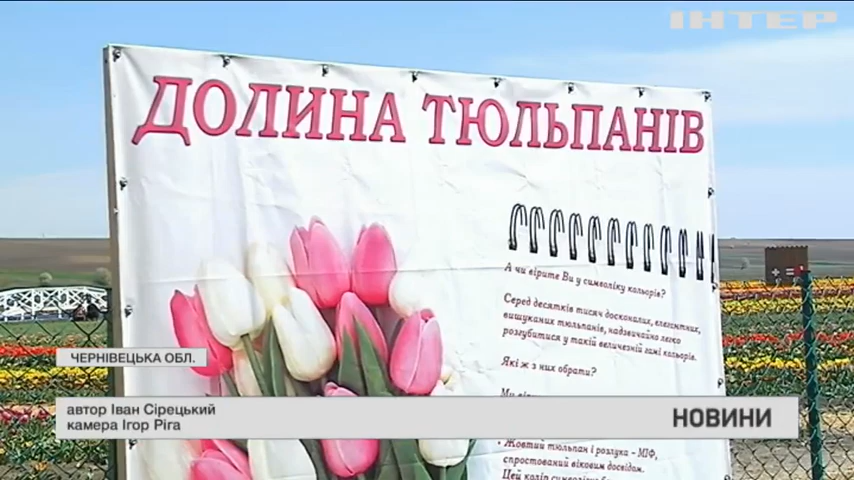 ІНТЕР
ДОЛИНА ТЮЛЬПАНІВ
А чи вірите Ви у символіку кольорів?
Серед десятків тисяч досконалих, елегантних,
вишуканих тюльпанів, надзвичайно легко
розгубитися у такій величезній гамі кольорів.
Які ж з них обрати?
ЧЕРНІВЕЦЬКА ОБЛ.
автор Іван Сірецький
камера Ігор Ріга
НОВИНИ
Жовтий тюльпан і розлука – МІФ,
спростований віковим досвідом.
Цей колір